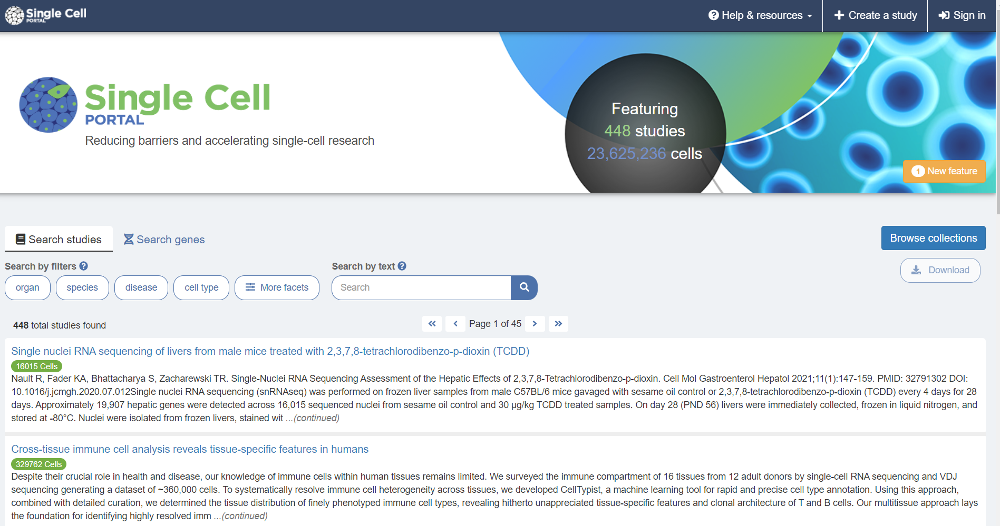 Single Cell
PORTAL
Help & resources
Create a study
Sign in
Single Cell
PORTAL
Reducing barriers and accelerating single-cell research
Featuring
448 studies
23,625,236 cells
1 New feature
Search studies
Search genes
Browse collections
Search by filters
Search by text
Download
organ
species
disease
cell type
More facets
Search
448 total studies found
Page 1 of 45
Single nuclei RNA sequencing of livers from male mice treated with 2,3,7,8-tetrachlorodibenzo-p-dioxin (TCDD)
16015 Cells
Nault R, Fader KA, Bhattacharya S, Zacharewski TR. Single-Nuclei RNA Sequencing Assessment of the Hepatic Effects of 2,3,7,8-Tetrachlorodibenzo-p-dioxin. Cell Mol Gastroenterol Hepatol 2021;11(1):147-159. PMID: 32791302 DOI:
10.1016/j.jcmgh.2020.07.012Single nuclei RNA sequencing (snRNAseq) was performed on frozen liver samples from male C57BL/6 mice gavaged with sesame oil control or 2,3,7,8-tetrachlorodibenzo-p-dioxin (TCDD) every 4 days for 28
days. Approximately 19,907 hepatic genes were detected across 16,015 sequenced nuclei from sesame oil control and 30 µg/kg TCDD treated samples. On day 28 (PND 56) livers were immediately collected, frozen in liquid nitrogen, and
stored at -80°C. Nuclei were isolated from frozen livers, stained wit ...(continued)
Cross-tissue immune cell analysis reveals tissue-specific features in humans
329762 Cells
Despite their crucial role in health and disease, our knowledge of immune cells within human tissues remains limited. We surveyed the immune compartment of 16 tissues from 12 adult donors by single-cell RNA sequencing and VDJ
sequencing generating a dataset of ~360,000 cells. To systematically resolve immune cell heterogeneity across tissues, we developed CellTypist, a machine learning tool for rapid and precise cell type annotation. Using this approach,
combined with detailed curation, we determined the tissue distribution of finely phenotyped immune cell types, revealing hitherto unappreciated tissue-specific features and clonal architecture of T and B cells. Our multitissue approach lays
the foundation for identifying highly resolved imm ...(continued)